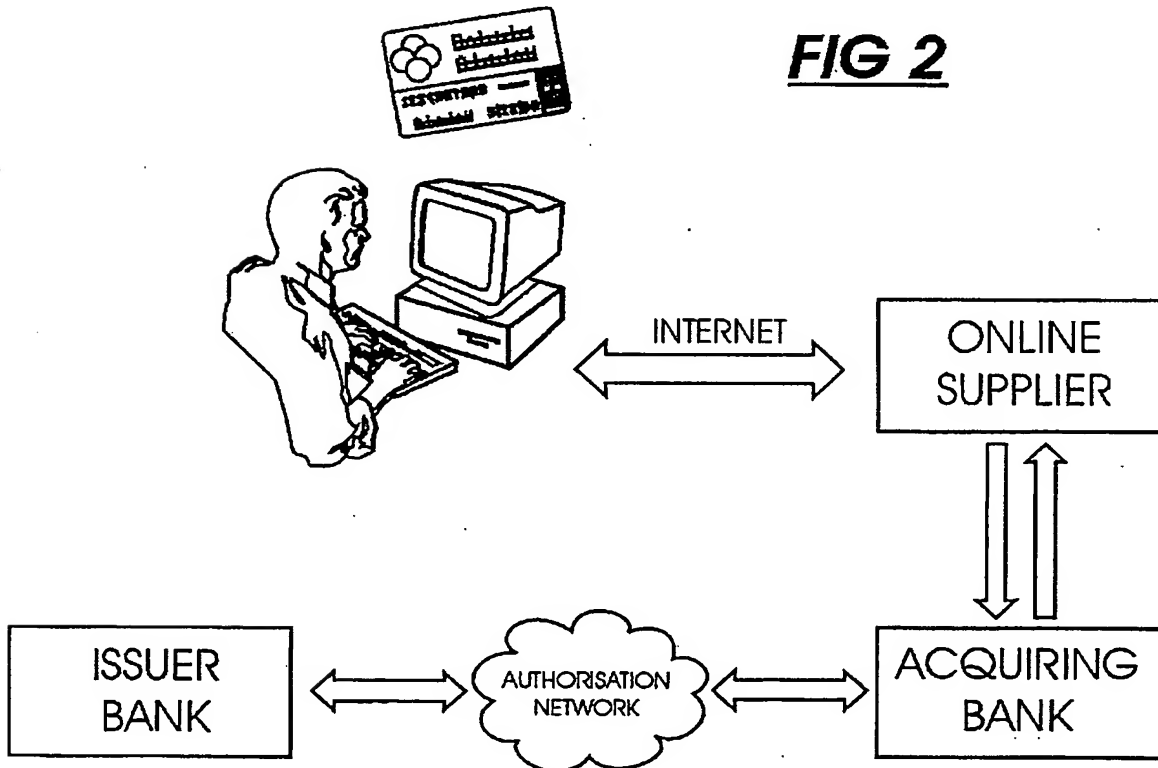 FIG 2
INTERNET
ONLINE
SUPPLIER
ISSUER
BANK
AUTHORISATION
NETWORK
ACQUIRING
BANK